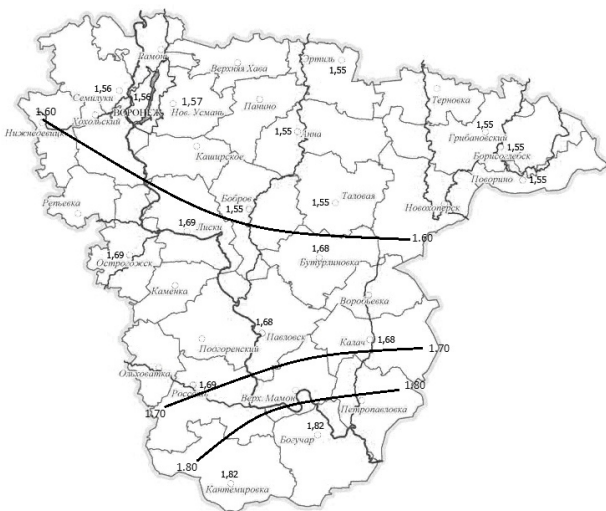 Рамонь
Верхняя Хава
Эртиль
1,55
1,56
Семилуки
1,56
1,57
Нов. Усмань
Панино
Терновка
1.60
Хохольский
ВОРОНЕЖ
1,55
Анна
1,55
Грибановский
Нижнедевицк
1,55
Борисоглебск
Каширское
Поворино
1,55
Репьевка
Бобров
1,55
1,55
Таловая
Новохоперск
1,69
Лиски
1.60
1,69
Острогожск
1,68
Бутурлиновка
Каменка
Воробьевка
1,68
Павловск
Подгоренский
Калач
1,68
1.70
Ольховатка
1,69
Россошь
Верх. Мамон
1.80
1.70
Петропавловка
1,82
Богучар
1.80
1,82
Кантемировка